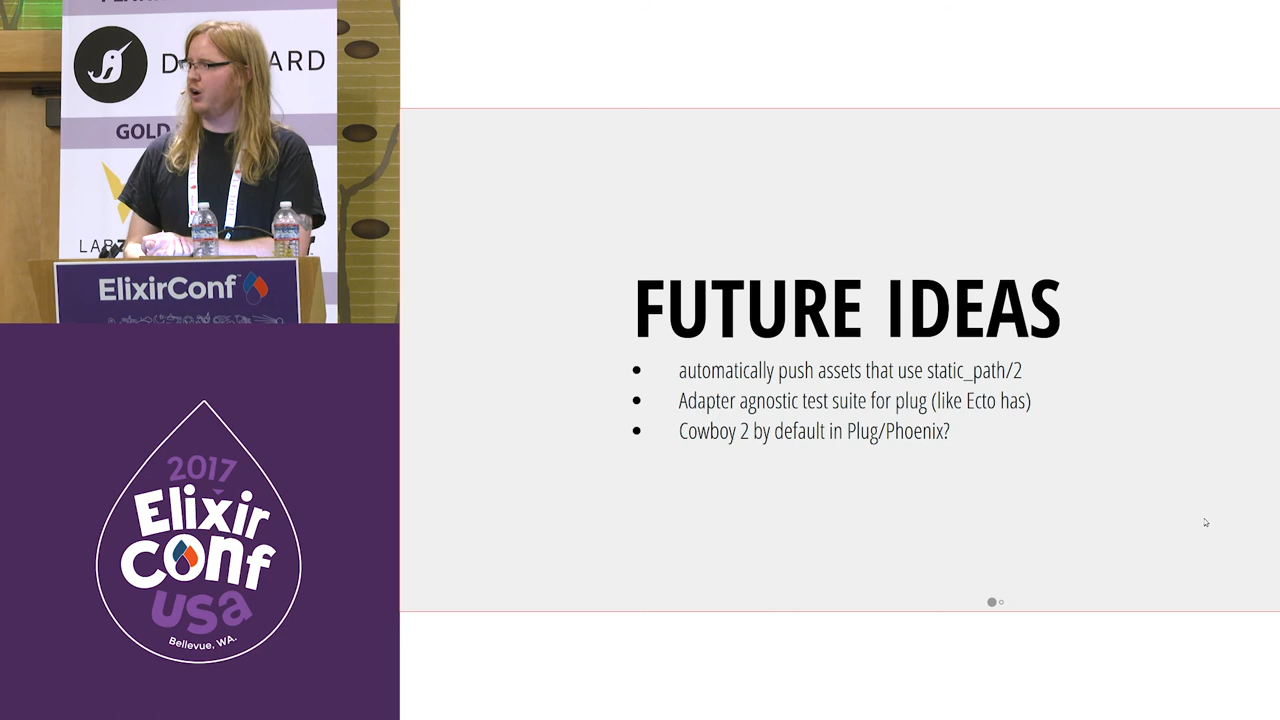 GOLD
ElixirConf
2017
Elixir
conf
usa
Bellevue, WA.
FUTURE IDEAS
• automatically push assets that use static_path/2
• Adapter agnostic test suite for plug (like Ecto has)
• Cowboy 2 by default in Plug/Phoenix?